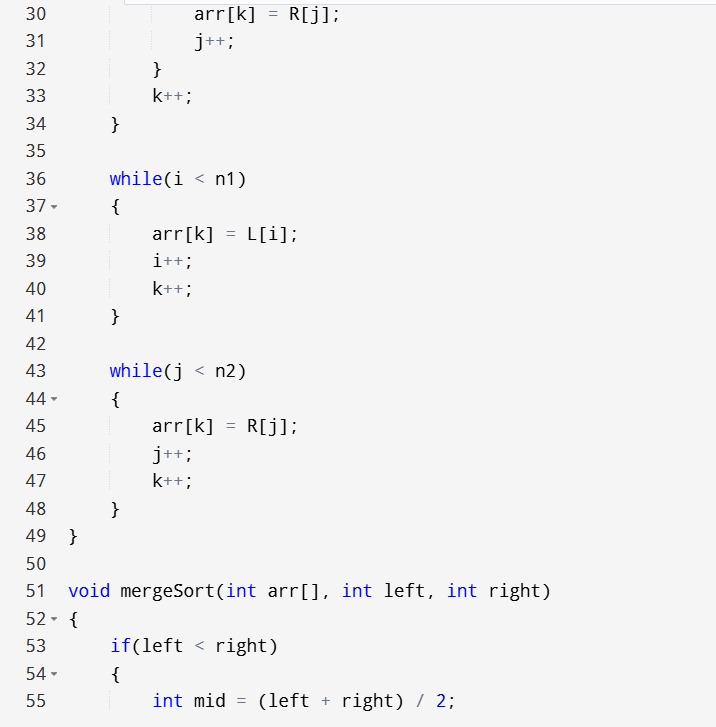 30 arr[k] = R[j];
31 j++;
32 }
33 k++;
34 }
35
36 while(i < n1)
37 {
38 arr[k] = L[i];
39 i++;
40 k++;
41 }
42
43 while(j < n2)
44 {
45 arr[k] = R[j];
46 j++;
47 k++;
48 }
49 }
50
51 void mergeSort(int arr[], int left, int right)
52 {
53 if(left < right)
54 {
55 int mid = (left + right) / 2;